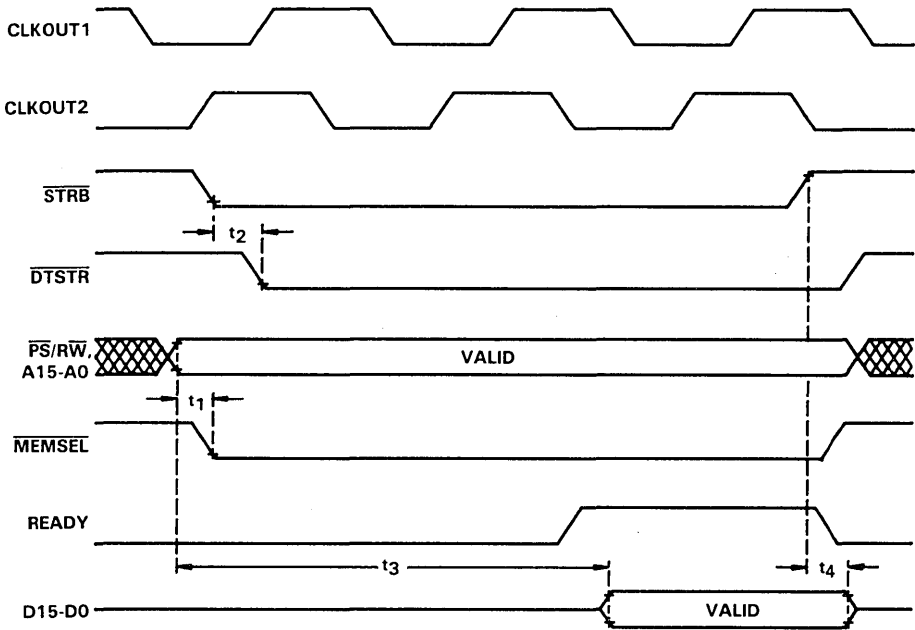 CLKOUT1
CLKOUT2
STRB
t2
DTSTR
PS/RW,
A15-A0
VALID
t1
MEMSEL
READY
t3
t4
D15-D0
VALID